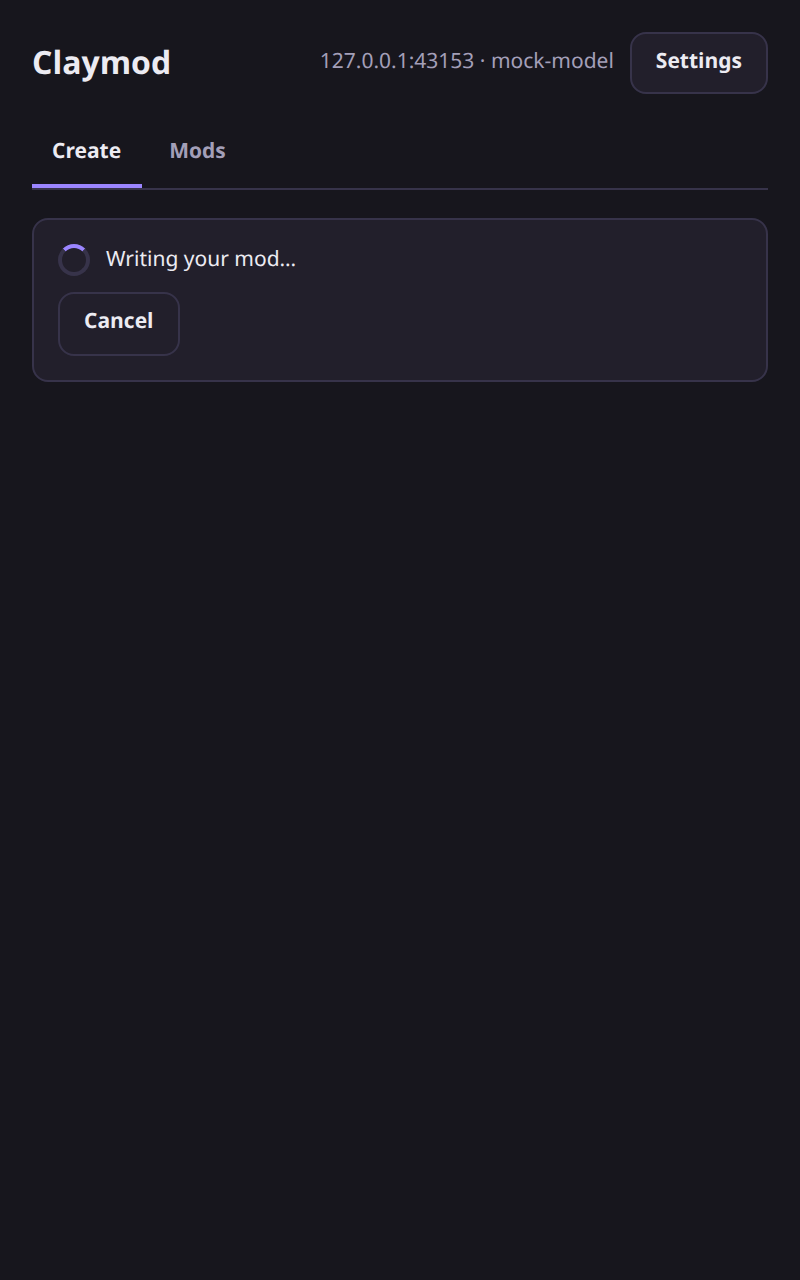 Claymod
127.0.0.1:43153 · mock-model
Settings
Create
Mods
Writing your mod…
Cancel